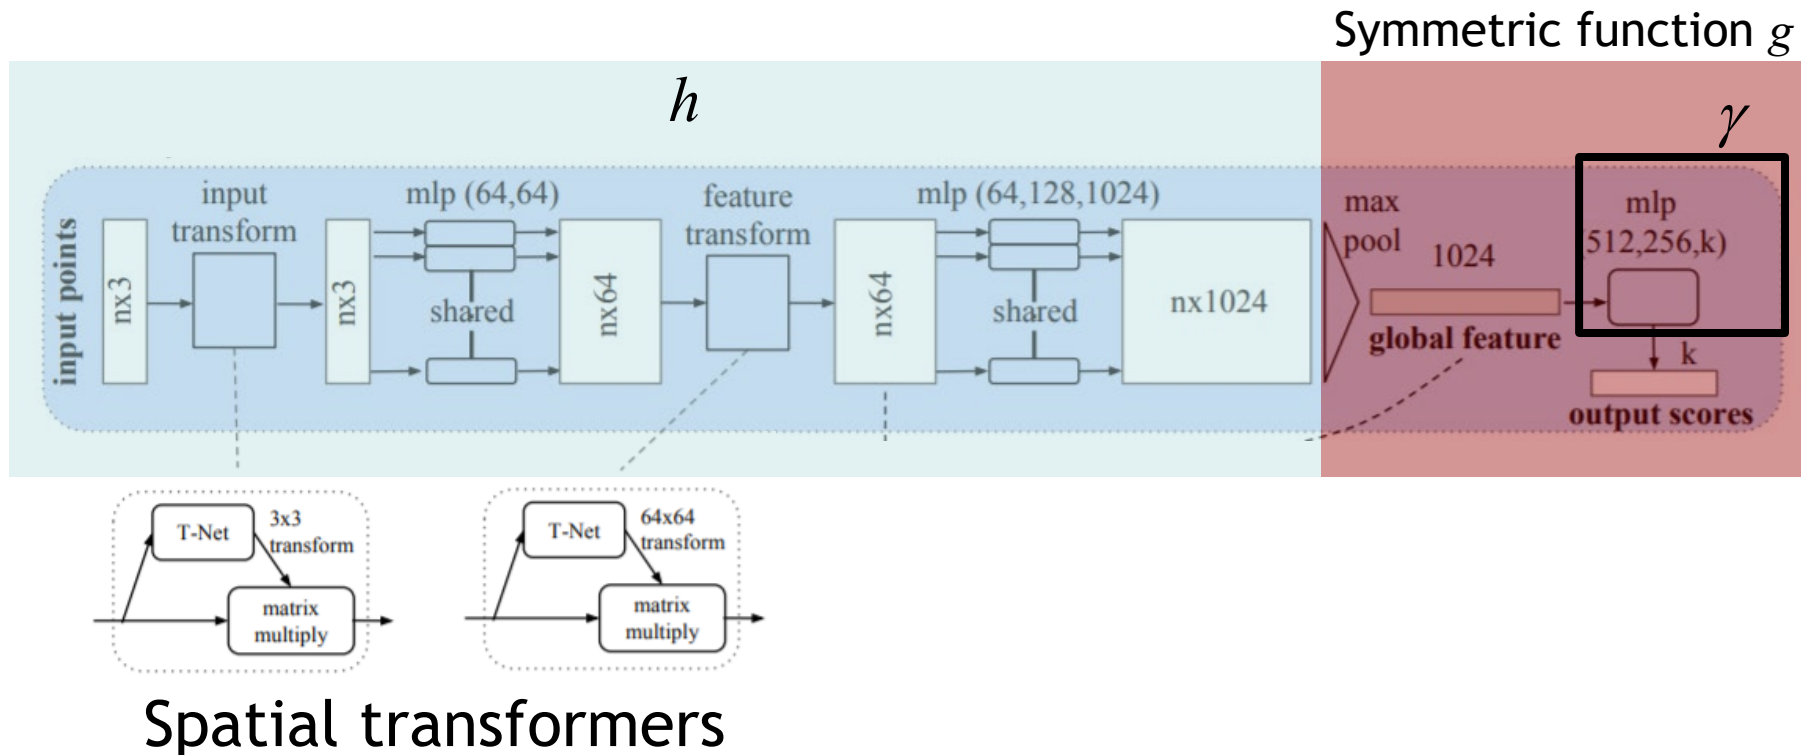 Symmetric function g
h
γ
input points
nx3
input
transform
nx3
mlp (64,64)
shared
nx64
feature
transform
nx64
mlp (64,128,1024)
shared
nx1024
max
pool
1024
global feature
mlp
(512,256,k)
k
output scores
T-Net
3x3
transform
matrix
multiply
T-Net
64x64
transform
matrix
multiply
Spatial transformers